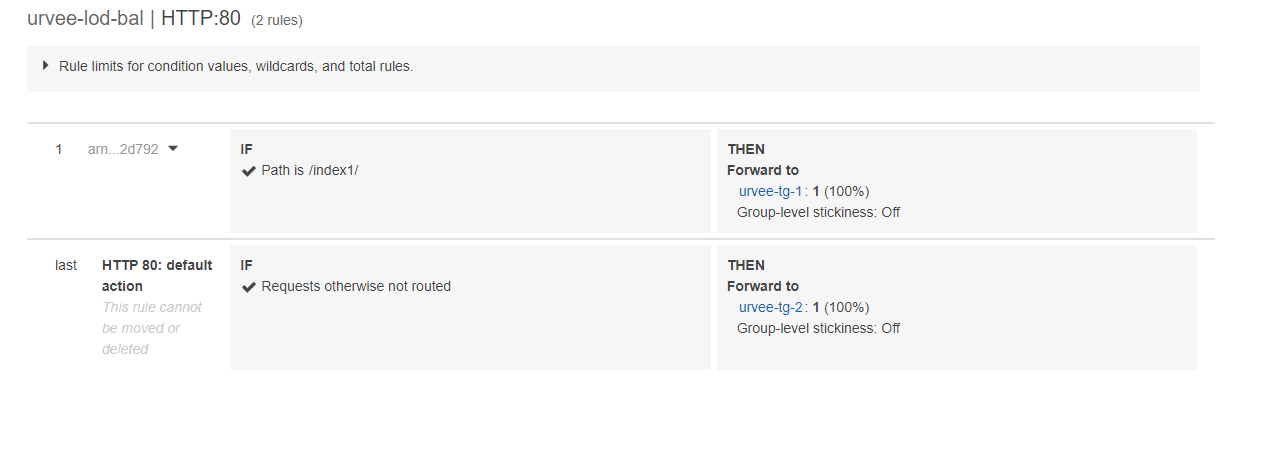 urvee-lod-bal | HTTP:80 (2 rules)
Rule limits for condition values, wildcards, and total rules.
1 arn...2d792
IF
Path is /index1/
THEN
Forward to
urvee-tg-1: 1 (100%)
Group-level stickiness: Off
last
HTTP 80: default
action
This rule cannot
be moved or
deleted
IF
Requests otherwise not routed
THEN
Forward to
urvee-tg-2: 1 (100%)
Group-level stickiness: Off